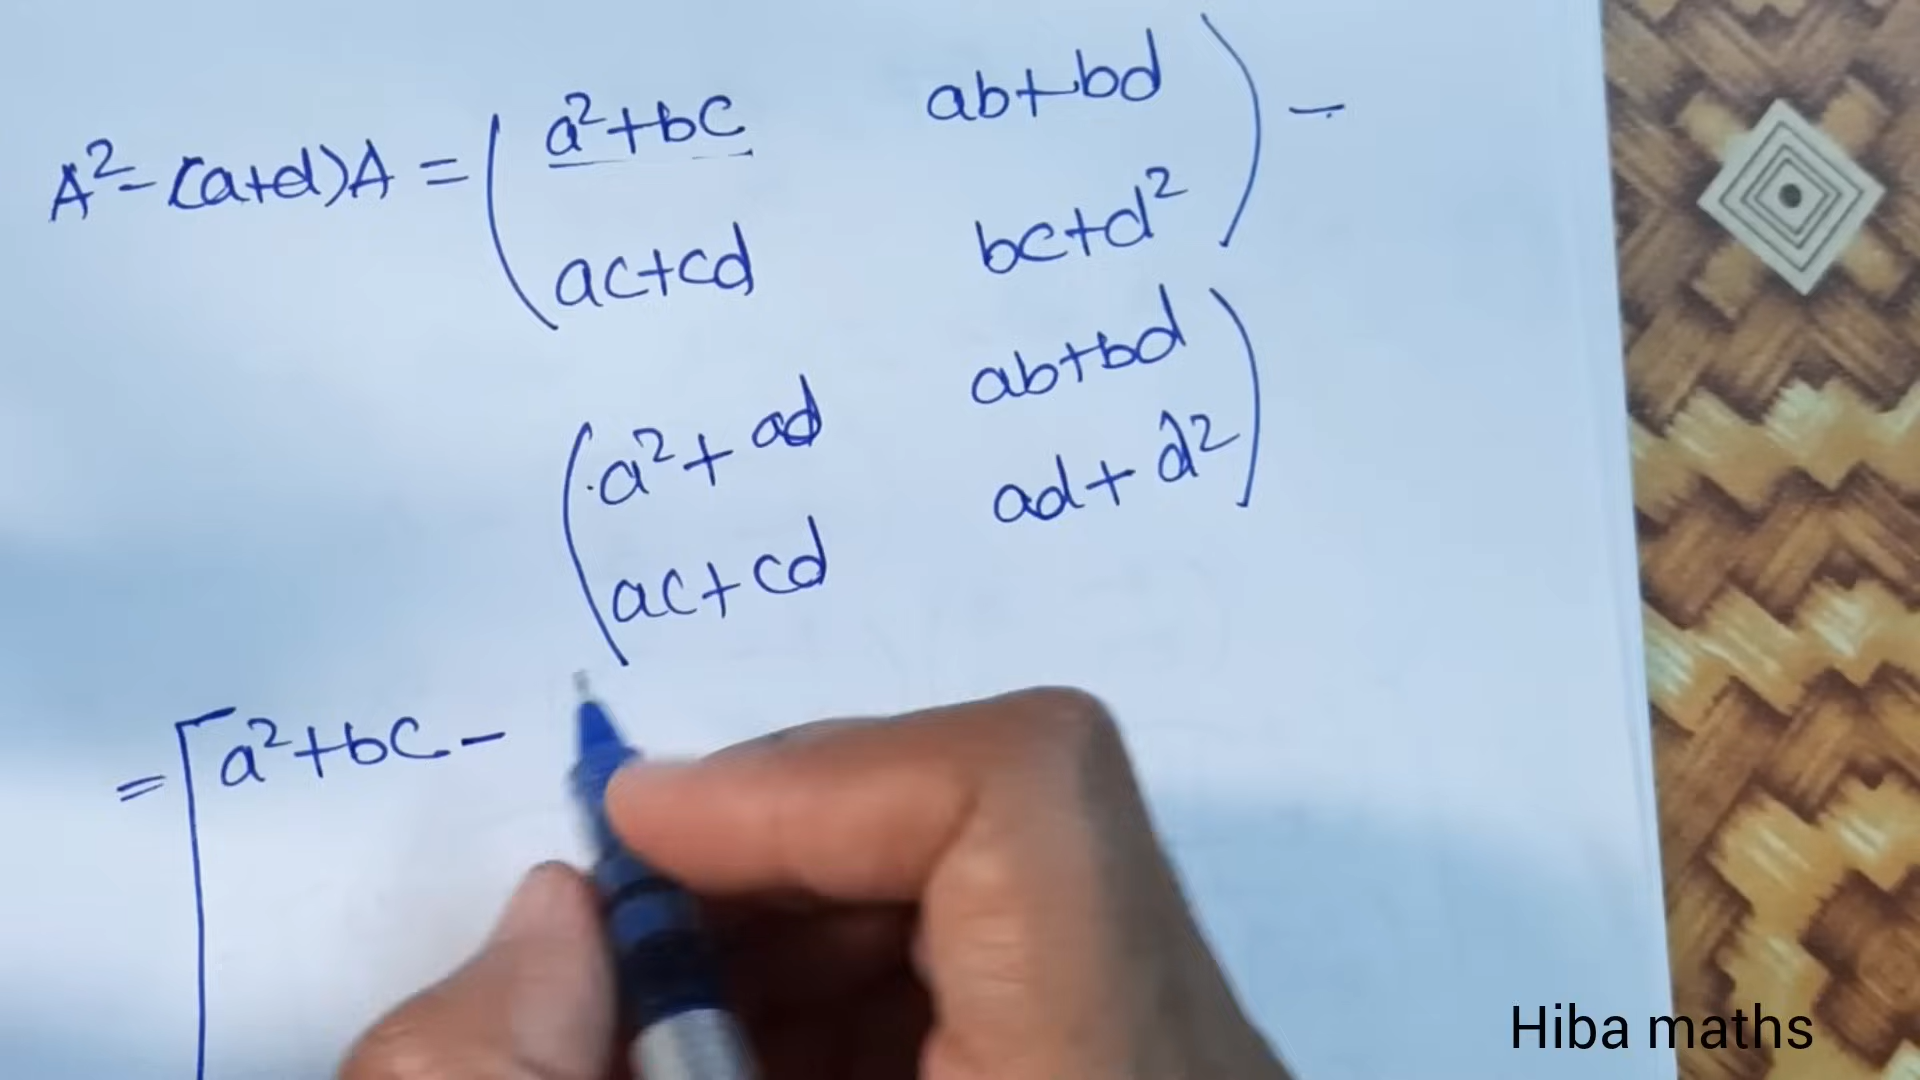 A² - (a+d)A = ( a²+bc ab+bd ) -
ac+cd bc+d²
( a²+ad ab+bd )
ac+cd ad+d²
= [ a²+bc -
Hiba maths